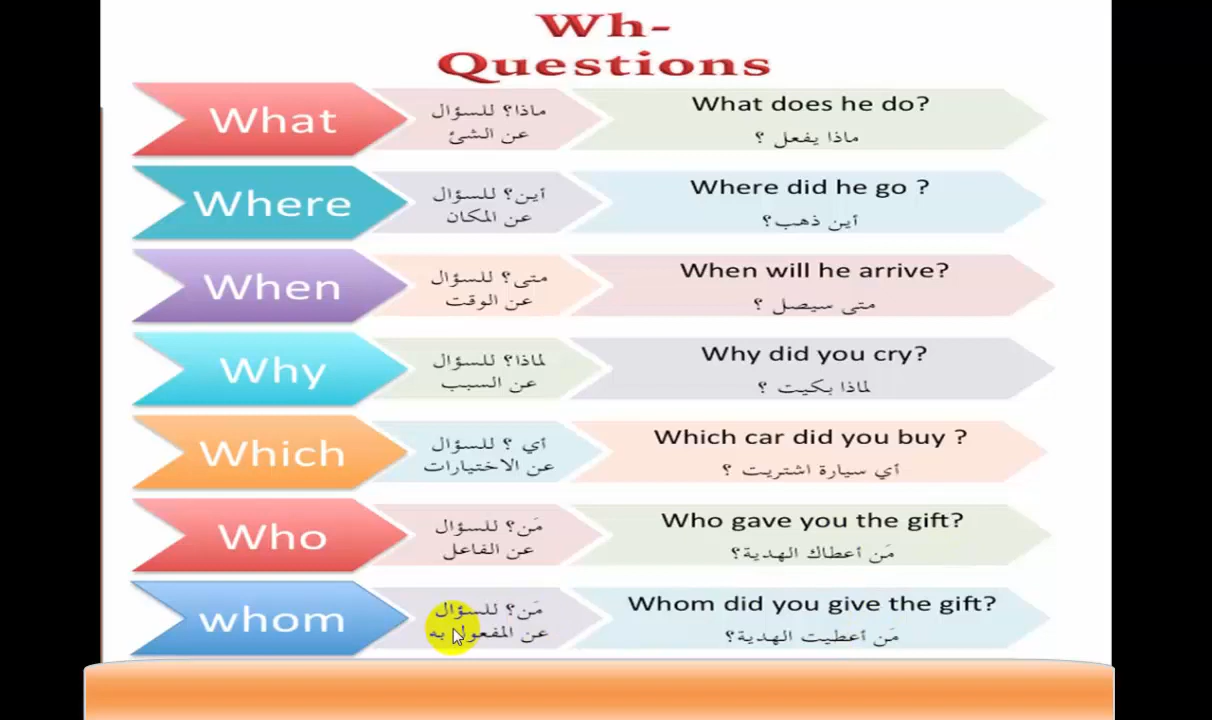 Wh-
Questions
What
ماذا؟ للسؤال
عن الشئ
What does he do?
ماذا يفعل ؟
Where
أين؟ للسؤال
عن المكان
Where did he go ?
أين ذهب؟
When
متى؟ للسؤال
عن الوقت
When will he arrive?
متى سيصل ؟
Why
لماذا؟ للسؤال
عن السبب
Why did you cry?
لماذا بكيت ؟
Which
أي ؟ للسؤال
عن الاختيارات
Which car did you buy ?
أي سيارة اشتريت ؟
Who
مَن؟ للسؤال
عن الفاعل
Who gave you the gift?
مَن أعطاك الهدية؟
whom
مَن؟ للسؤال
عن المفعول به
Whom did you give the gift?
مَن أعطيت الهدية؟